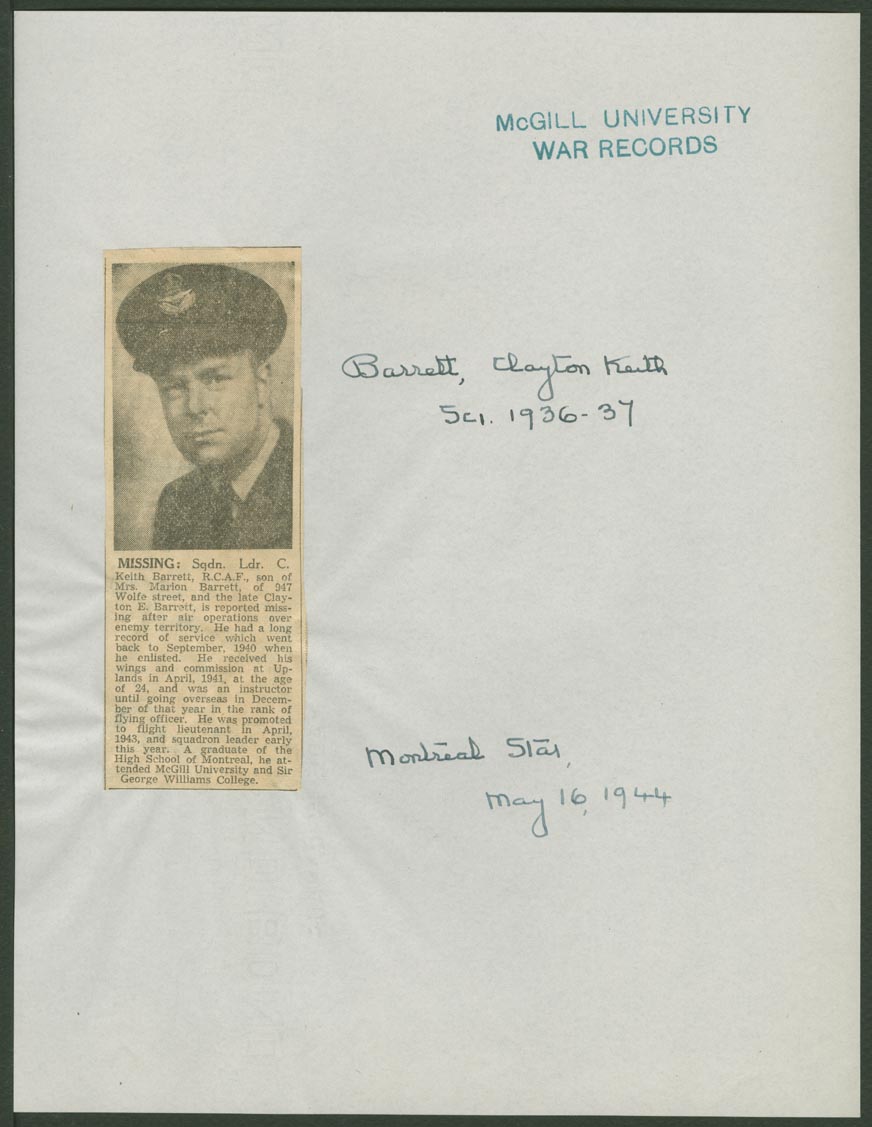 McGILL UNIVERSITY
WAR RECORDS
Barrett, Clayton Keith
Sci. 1936-37
MISSING: Sqdn. Ldr. C.
Keith Barrett, R.C.A.F., son of
Mrs. Marion Barrett, of 947
Wolfe street, and the late Clay-
ton E. Barrett, is reported miss-
ing after air operations over
enemy territory. He had a long
record of service which went
back to September, 1940 when
he enlisted. He received his
wings and commission at Up-
lands in April, 1941, at the age
of 24, and was an instructor
until going overseas in Decem-
ber of that year in the rank of
flying officer. He was promoted
to flight lieutenant in April,
1943, and squadron leader early
this year. A graduate of the
High School of Montreal, he at-
tended McGill University and Sir
George Williams College.
Montreal Star,
May 16, 1944